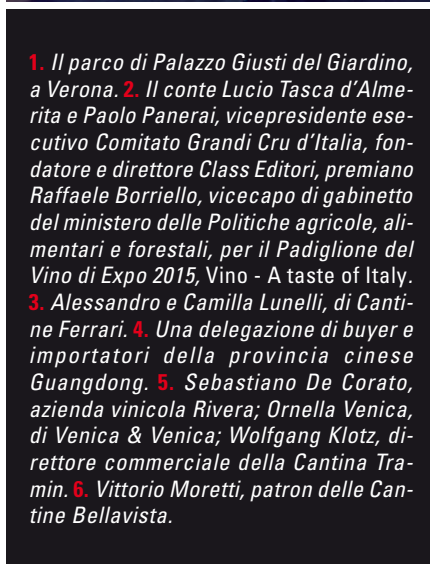 1. Il parco di Palazzo Giusti del Giardino,
a Verona. 2. Il conte Lucio Tasca d'Alme-
rita e Paolo Panerai, vicepresidente ese-
cutivo Comitato Grandi Cru d'Italia, fon-
datore e direttore Class Editori, premiano
Raffaele Borriello, vicecapo di gabinetto
del ministero delle Politiche agricole, ali-
mentari e forestali, per il Padiglione del
Vino di Expo 2015, Vino - A taste of Italy.
3. Alessandro e Camilla Lunelli, di Canti-
ne Ferrari. 4. Una delegazione di buyer e
importatori della provincia cinese
Guangdong. 5. Sebastiano De Corato,
azienda vinicola Rivera; Ornella Venica,
di Venica & Venica; Wolfgang Klotz, di-
rettore commerciale della Cantina Tra-
min. 6. Vittorio Moretti, patron delle Can-
tine Bellavista.